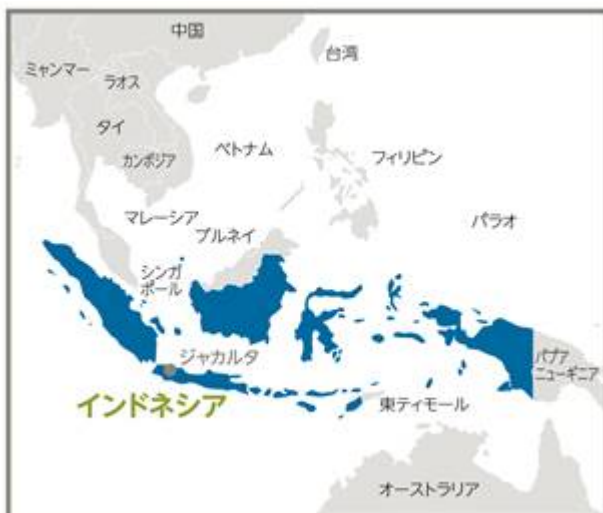 中国
台湾
ミャンマー
ラオス
タイ
カンボジア
ベトナム
フィリピン
マレーシア
ブルネイ
パラオ
シンガ
ポール
ジャカルタ
インドネシア
パプア
ニューギニア
東ティモール
オーストラリア